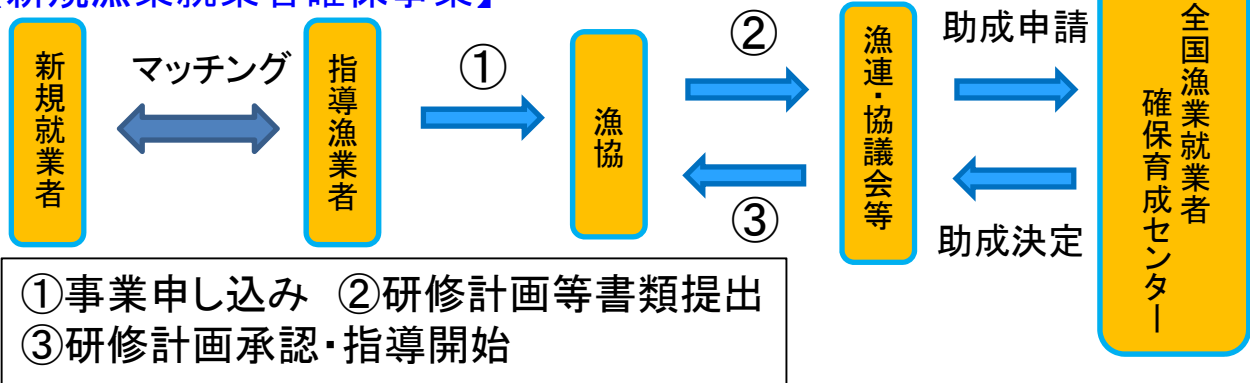 新規漁業就業者確保事業】
新規就業者
マッチング
指導漁業者
①
漁協
②
③
漁連・協議会等
助成申請
助成決定
全国漁業就業者
確保育成センター
①事業申し込み ②研修計画等書類提出
③研修計画承認・指導開始